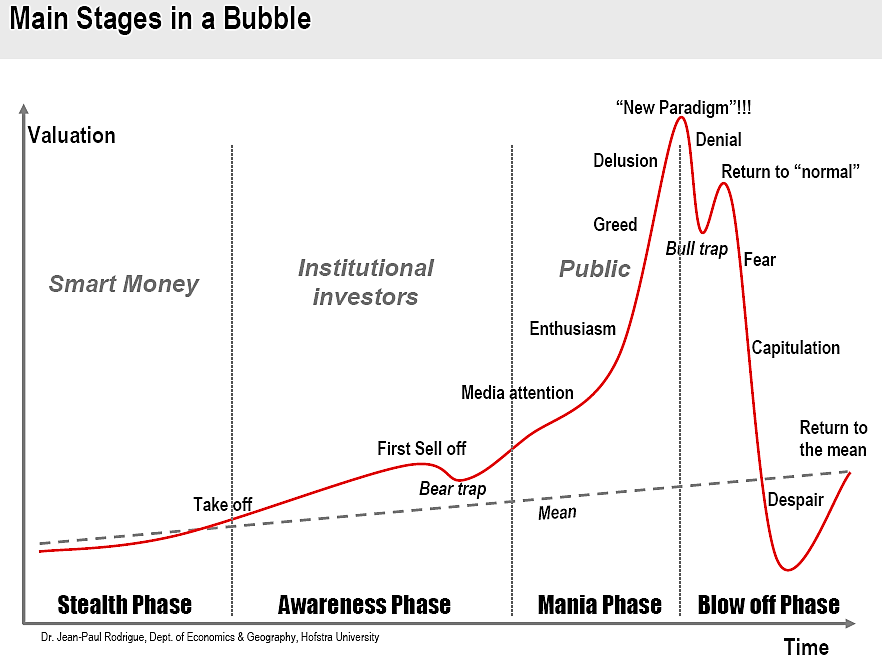 Main Stages in a Bubble
Valuation
“New Paradigm”!!!
Denial
Delusion
Return to “normal”
Greed
Bull trap
Fear
Smart Money
Institutional
investors
Public
Enthusiasm
Capitulation
Media attention
First Sell off
Return to
the mean
Bear trap
Take off
Mean
Despair
Stealth Phase
Awareness Phase
Mania Phase
Blow off Phase
Dr. Jean-Paul Rodrigue, Dept. of Economics & Geography, Hofstra University
Time